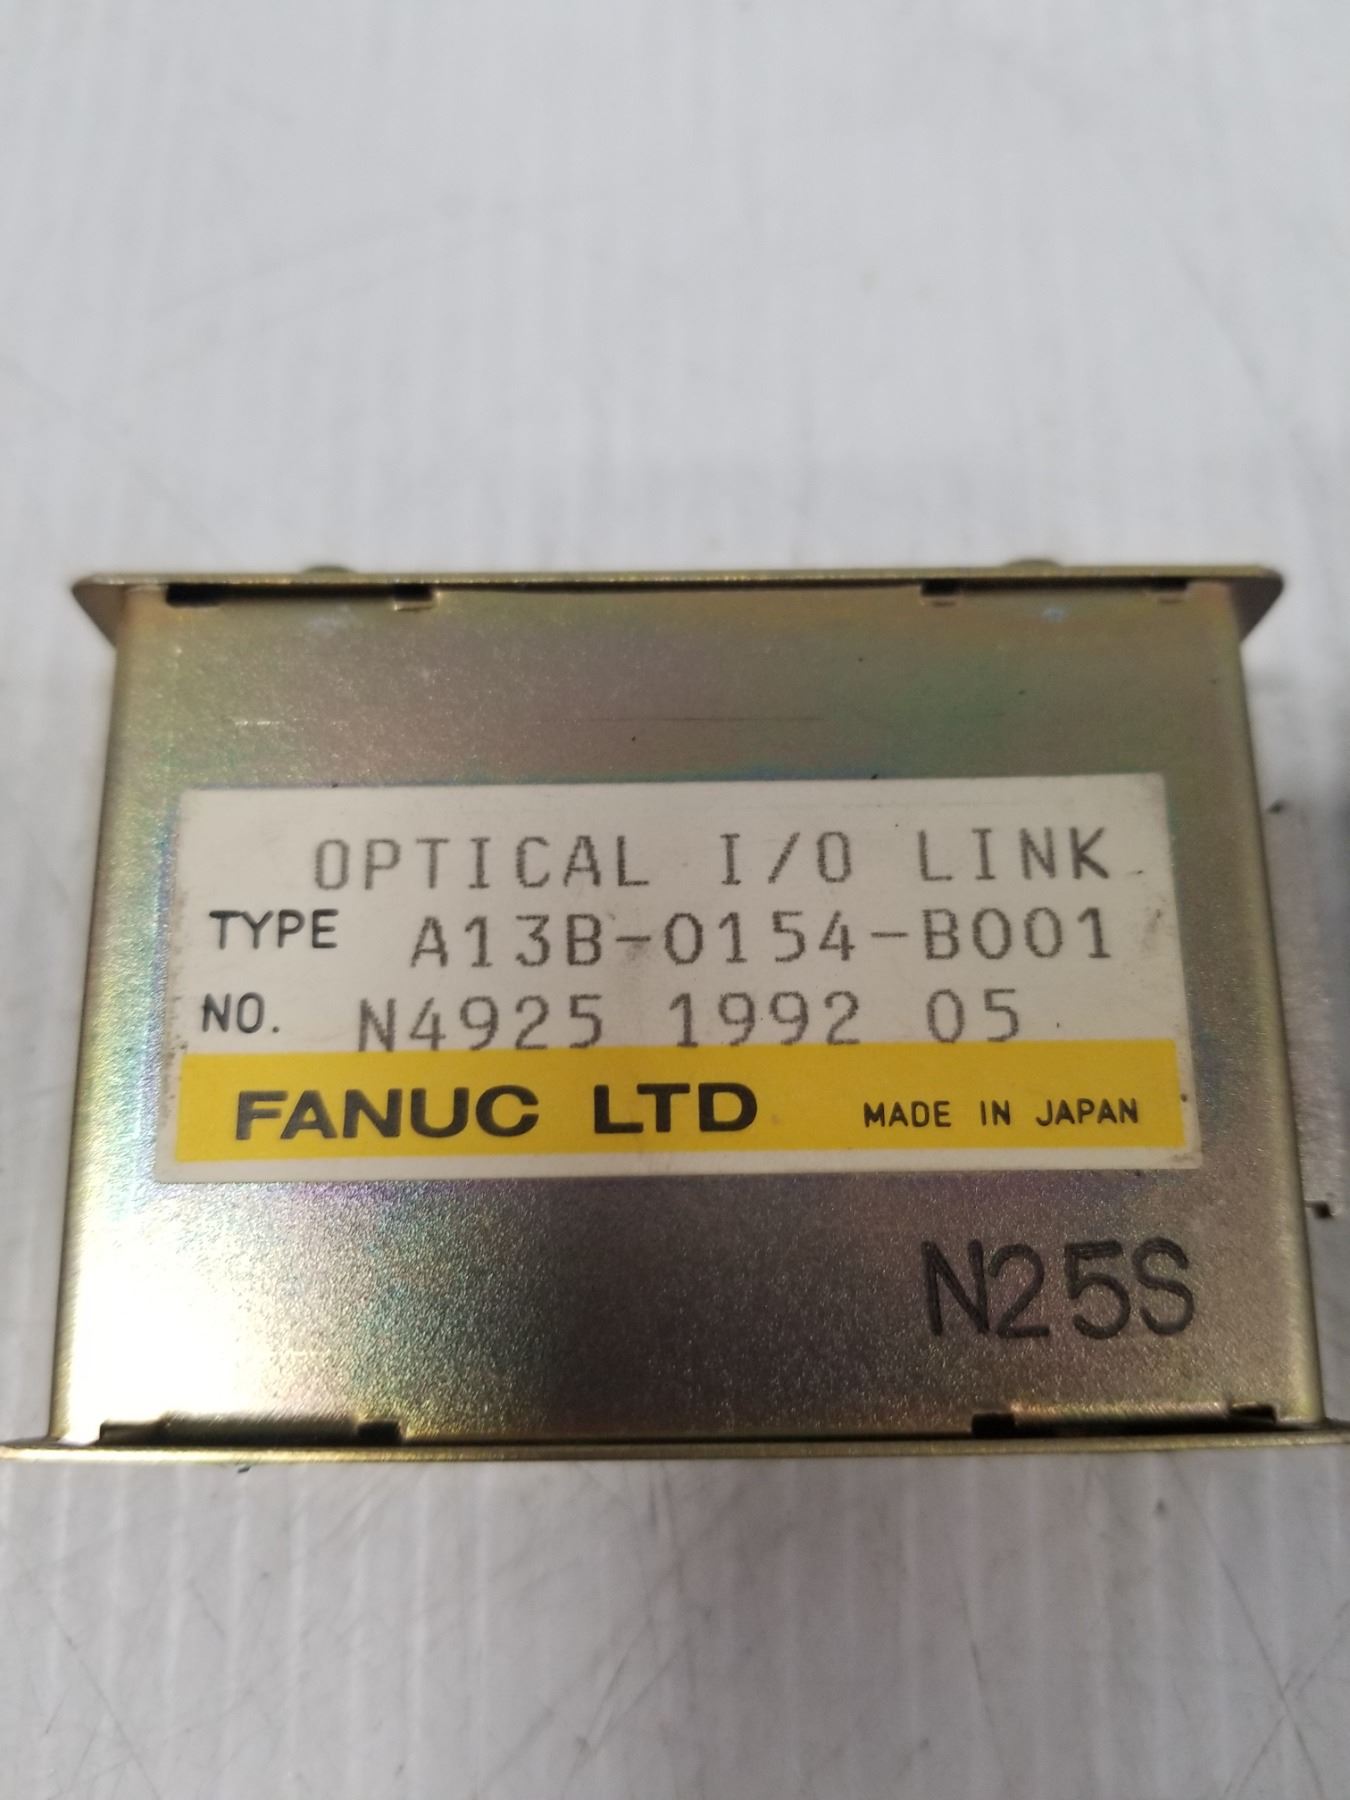 OPTICAL I/O LINK
TYPE A13B-0154-B001
NO. N4925 1992 05
FANUC LTD MADE IN JAPAN
N25S